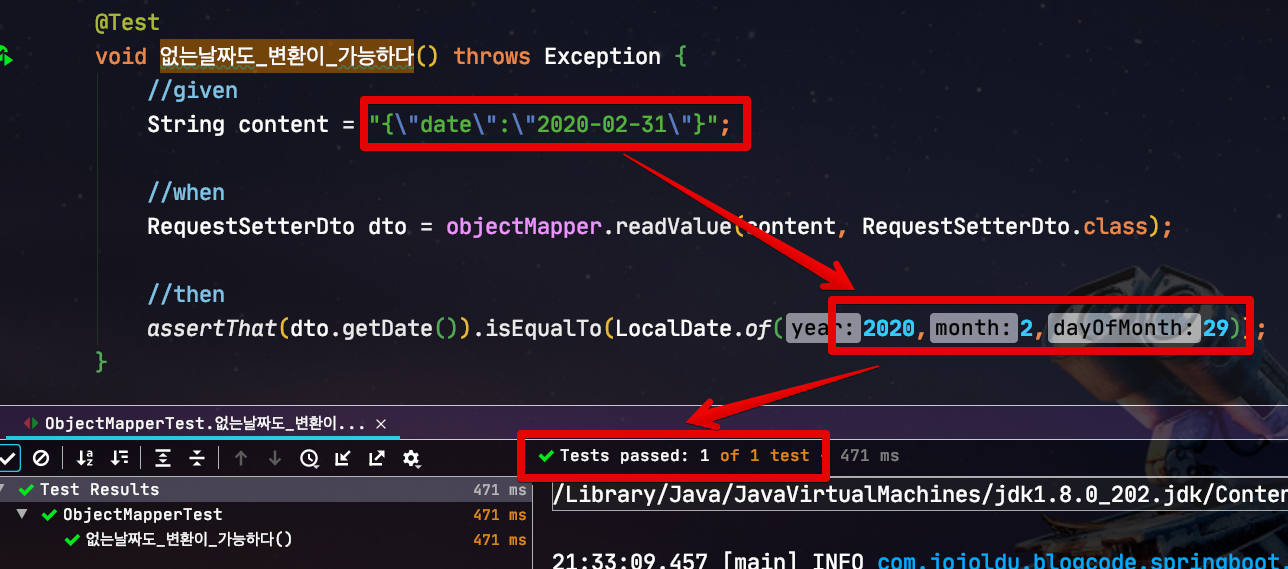 @Test
void 없는날짜도_변환이_가능하다() throws Exception {
//given
String content = "{\"date\":\"2020-02-31\"}";
//when
RequestSetterDto dto = objectMapper.readValue(content, RequestSetterDto.class);
//then
assertThat(dto.getDate()).isEqualTo(LocalDate.of( year: 2020, month: 2, dayOfMonth: 29));
}
ObjectMapperTest.없는날짜도_변환이... ×
Tests passed: 1 of 1 test - 471 ms
Test Results 471 ms
ObjectMapperTest 471 ms
없는날짜도_변환이_가능하다() 471 ms
/Library/Java/JavaVirtualMachines/jdk1.8.0_202.jdk/Conten
21:33:09.457 [main] INFO com.jojoldu.blogcode.springboot